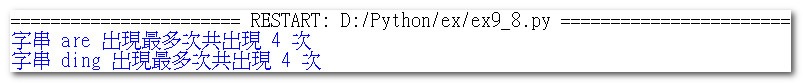 ======================= RESTART: D:/Python/ex/ex9_8.py =======================
字串 are 出現最多次共出現 4 次
字串 ding 出現最多次共出現 4 次